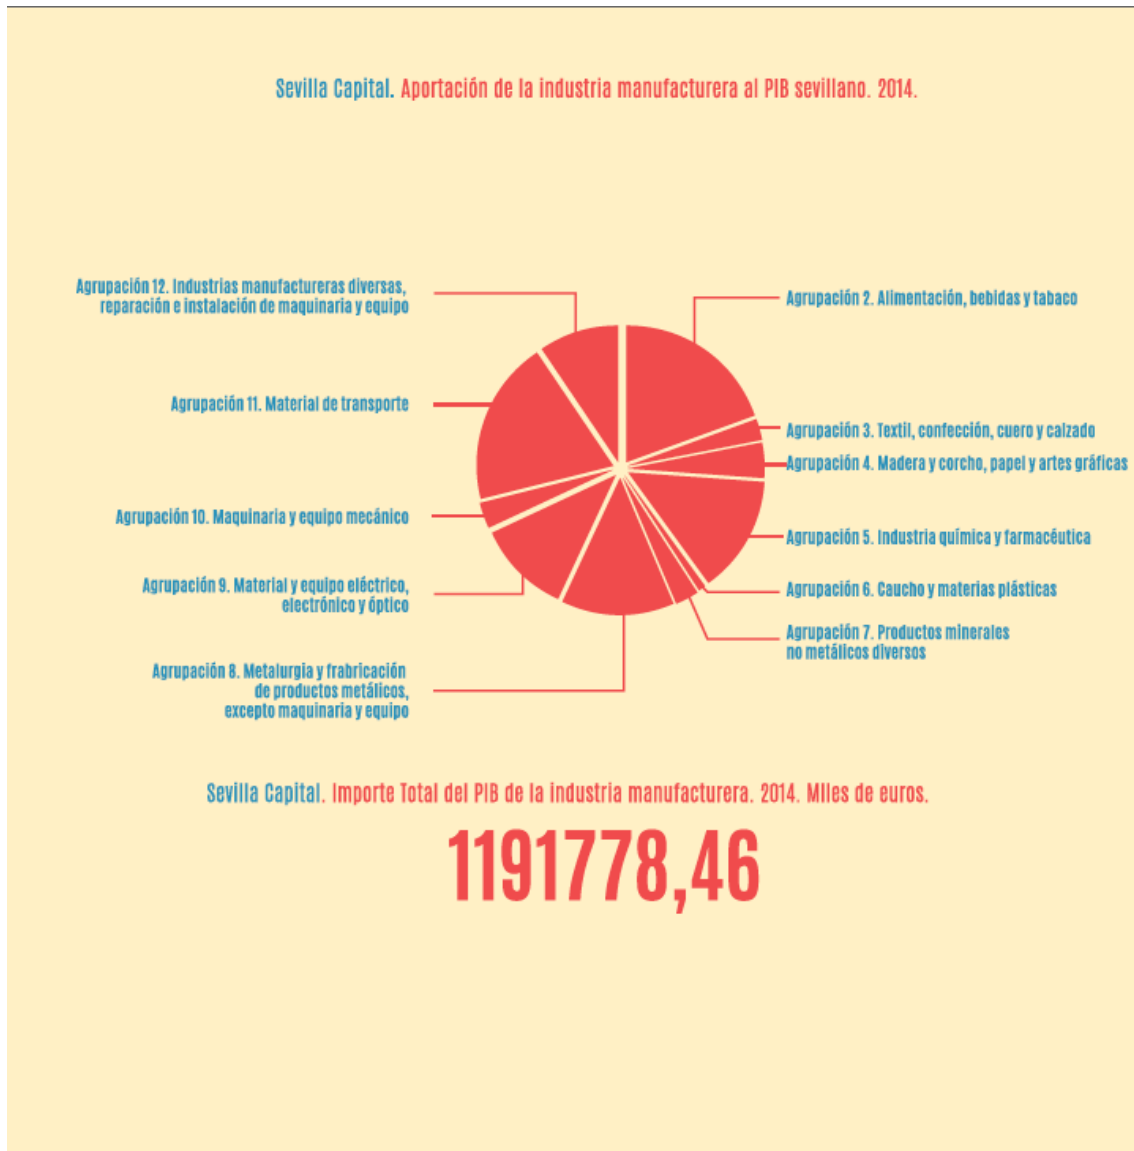 Sevilla Capital. Aportación de la industria manufacturera al PIB sevillano. 2014.
Agrupación 12. Industrias manufactureras diversas,
reparación e instalación de maquinaria y equipo
Agrupación 2. Alimentación, bebidas y tabaco
Agrupación 11. Material de transporte
Agrupación 3. Textil, confección, cuero y calzado
Agrupación 4. Madera y corcho, papel y artes gráficas
Agrupación 10. Maquinaria y equipo mecánico
Agrupación 5. Industria química y farmacéutica
Agrupación 9. Material y equipo eléctrico,
electrónico y óptico
Agrupación 6. Caucho y materias plásticas
Agrupación 7. Productos minerales
no metálicos diversos
Agrupación 8. Metalurgia y frabricación
de productos metálicos,
excepto maquinaria y equipo
Sevilla Capital. Importe Total del PIB de la industria manufacturera. 2014. MIles de euros.
1191778,46